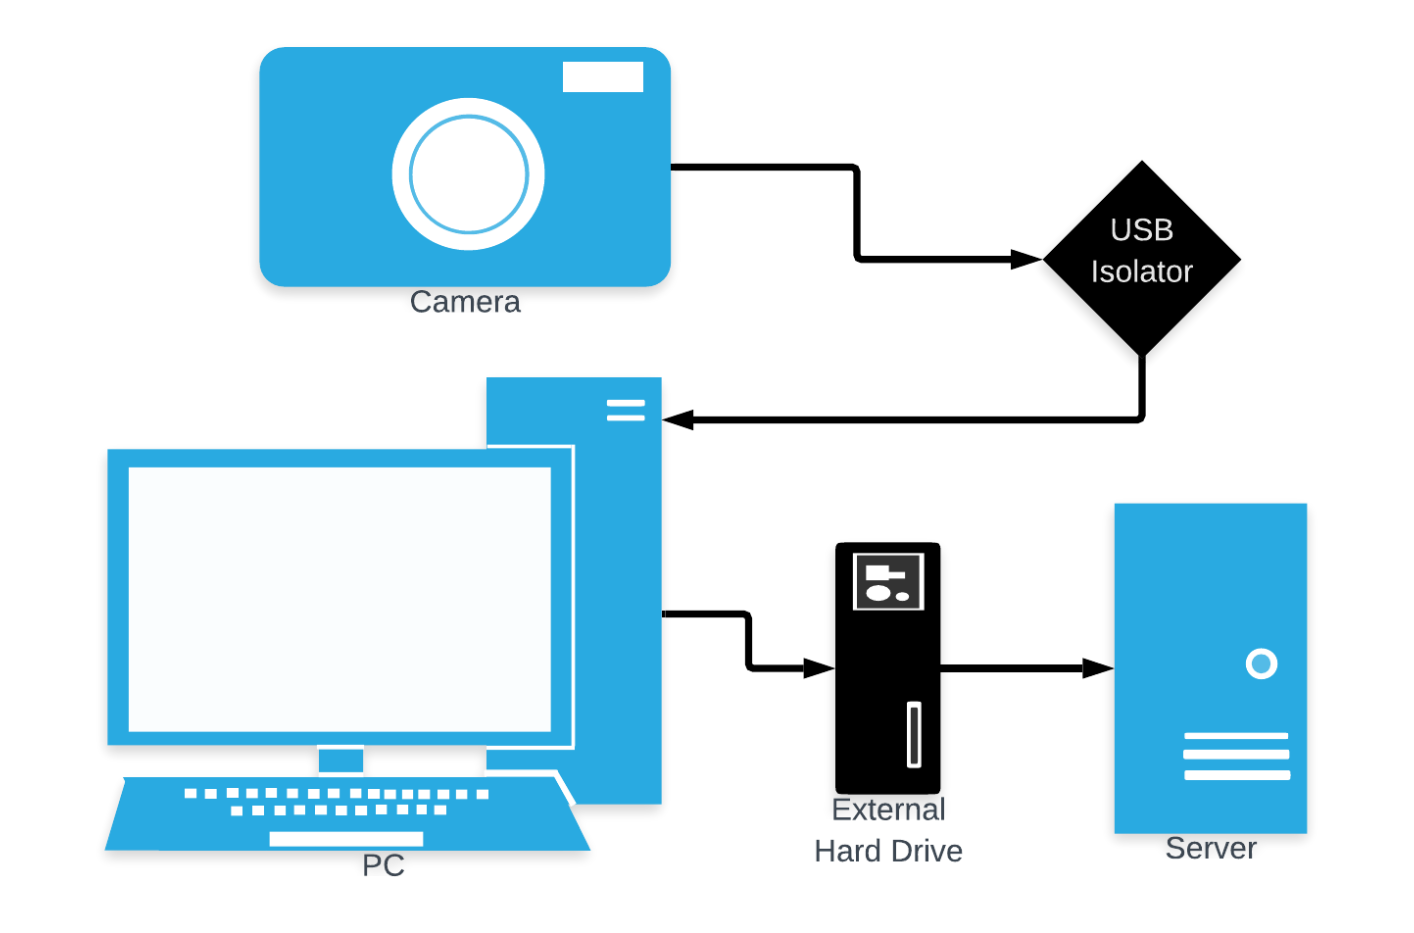 Camera
USB
Isolator
PC
External
Hard Drive
Server